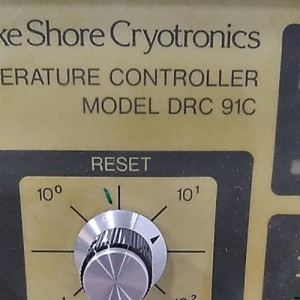 ke Shore Cryotronics
ERATURE CONTROLLER
MODEL DRC 91C
RESET
10⁰ 10¹